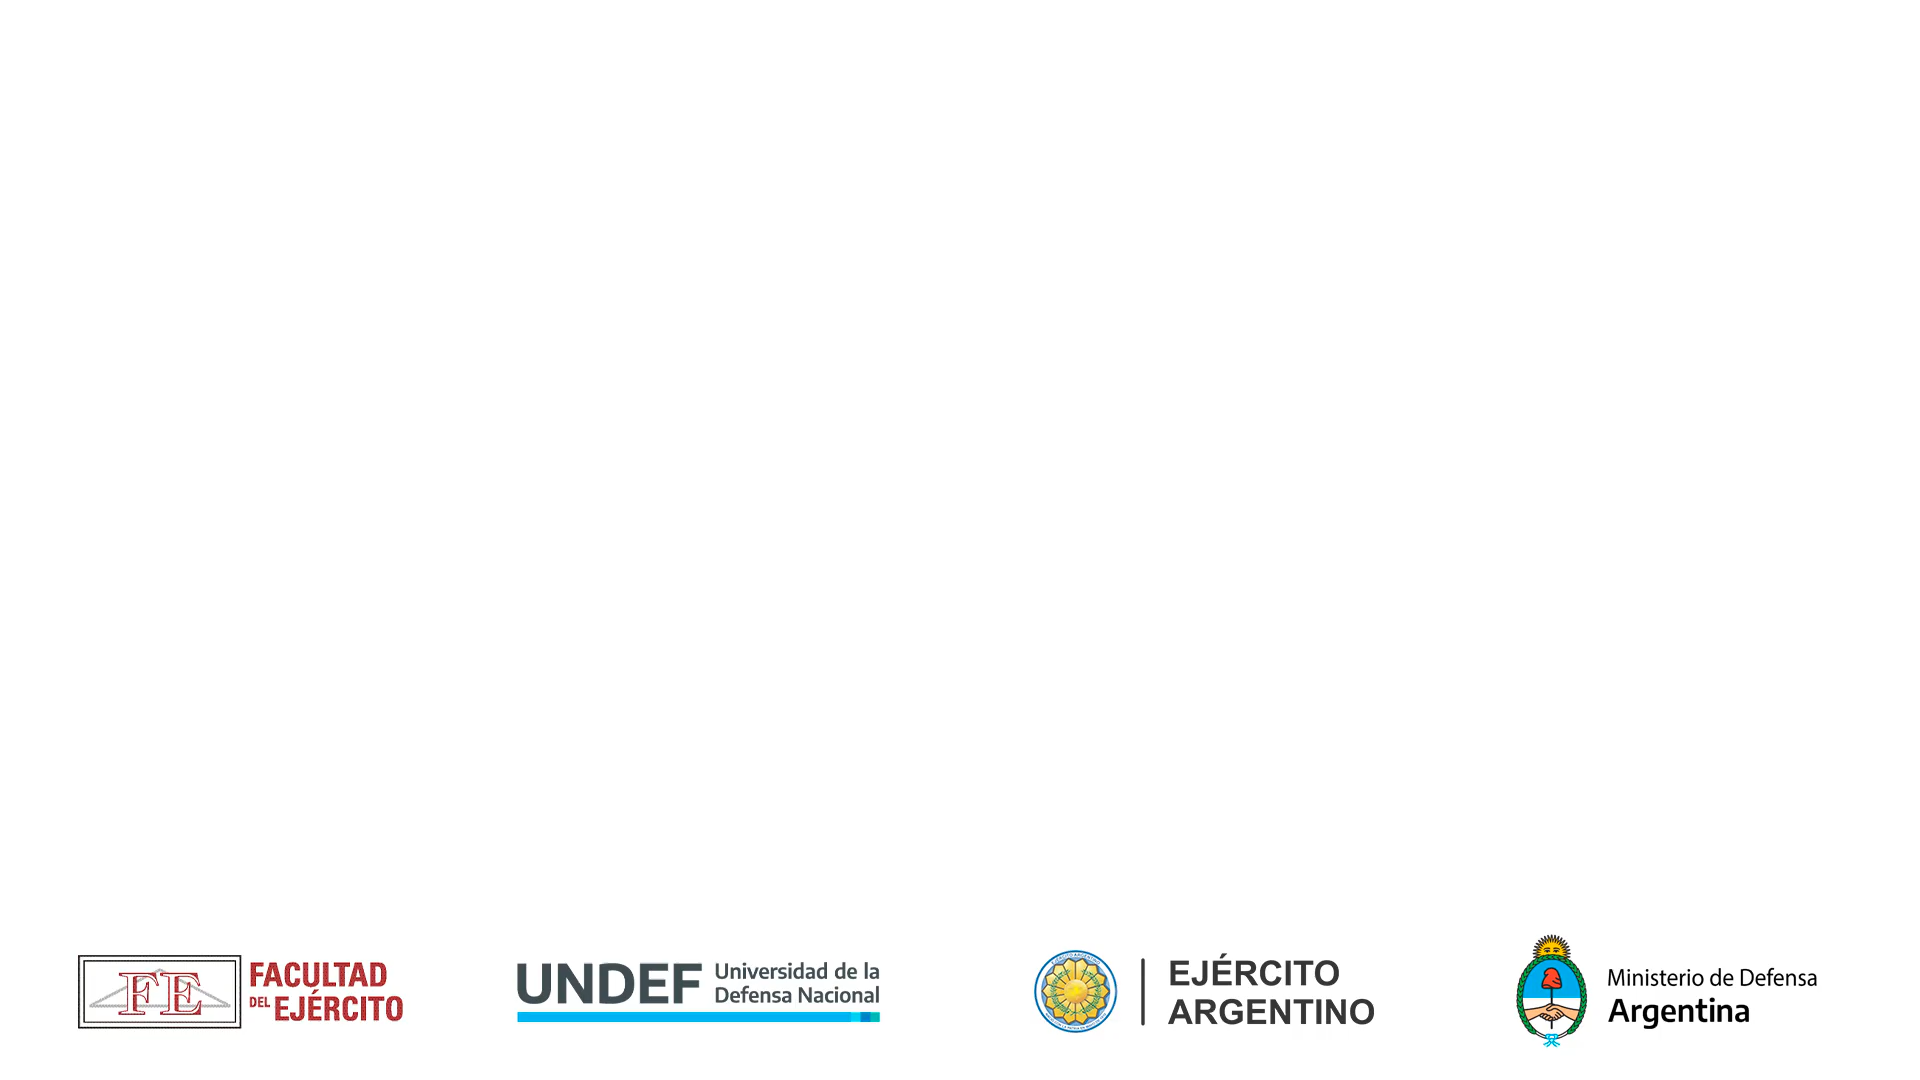 FE
FACULTAD
DEL EJÉRCITO
UNDEF
Universidad de la
Defensa Nacional
EJÉRCITO
ARGENTINO
Ministerio de Defensa
Argentina